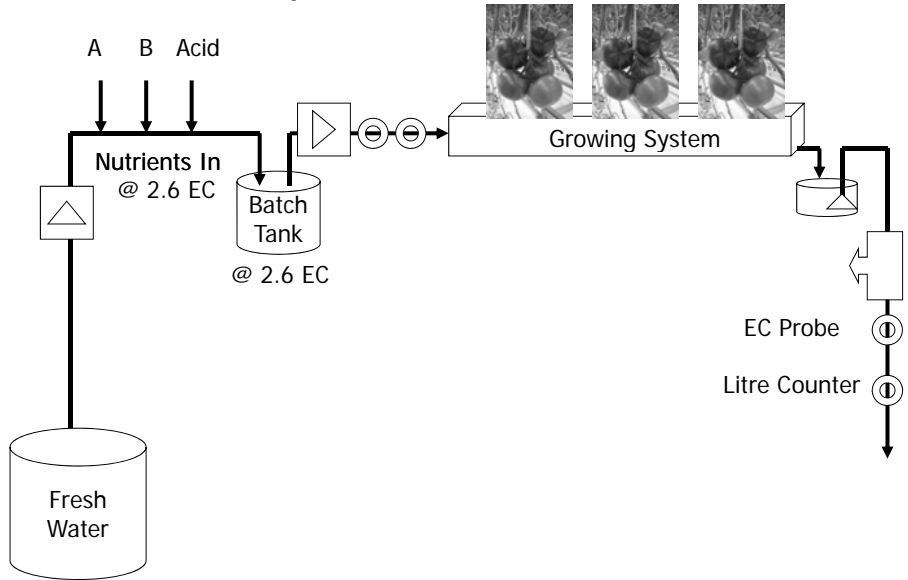 A B Acid
Nutrients In
@ 2.6 EC
Growing System
Batch
Tank
@ 2.6 EC
EC Probe
Litre Counter
Fresh
Water